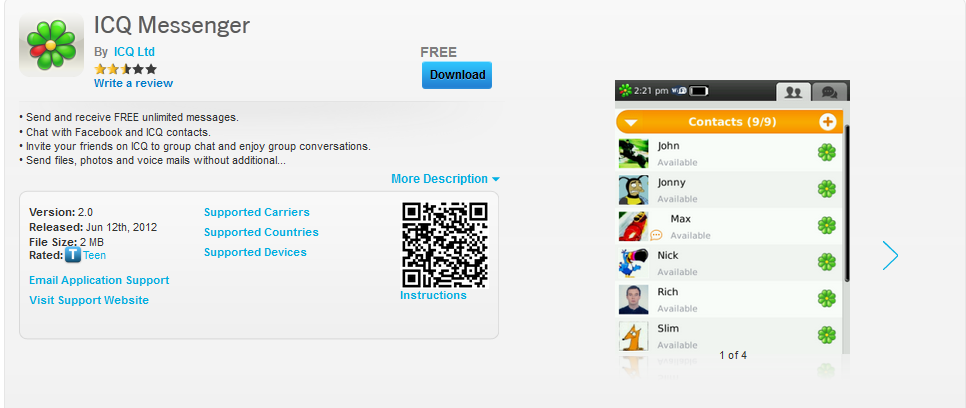 ICQ Messenger
By ICQ Ltd
Write a review
FREE
Download
• Send and receive FREE unlimited messages.
• Chat with Facebook and ICQ contacts.
• Invite your friends on ICQ to group chat and enjoy group conversations.
• Send files, photos and voice mails without additional...
More Description
Version: 2.0
Released: Jun 12th, 2012
File Size: 2 MB
Rated: T Teen
Email Application Support
Visit Support Website
Supported Carriers
Supported Countries
Supported Devices
Instructions
2:21 pm
Contacts (9/9)
John
Available
Jonny
Available
Max
Available
Nick
Available
Rich
Available
Slim
Available
1 of 4